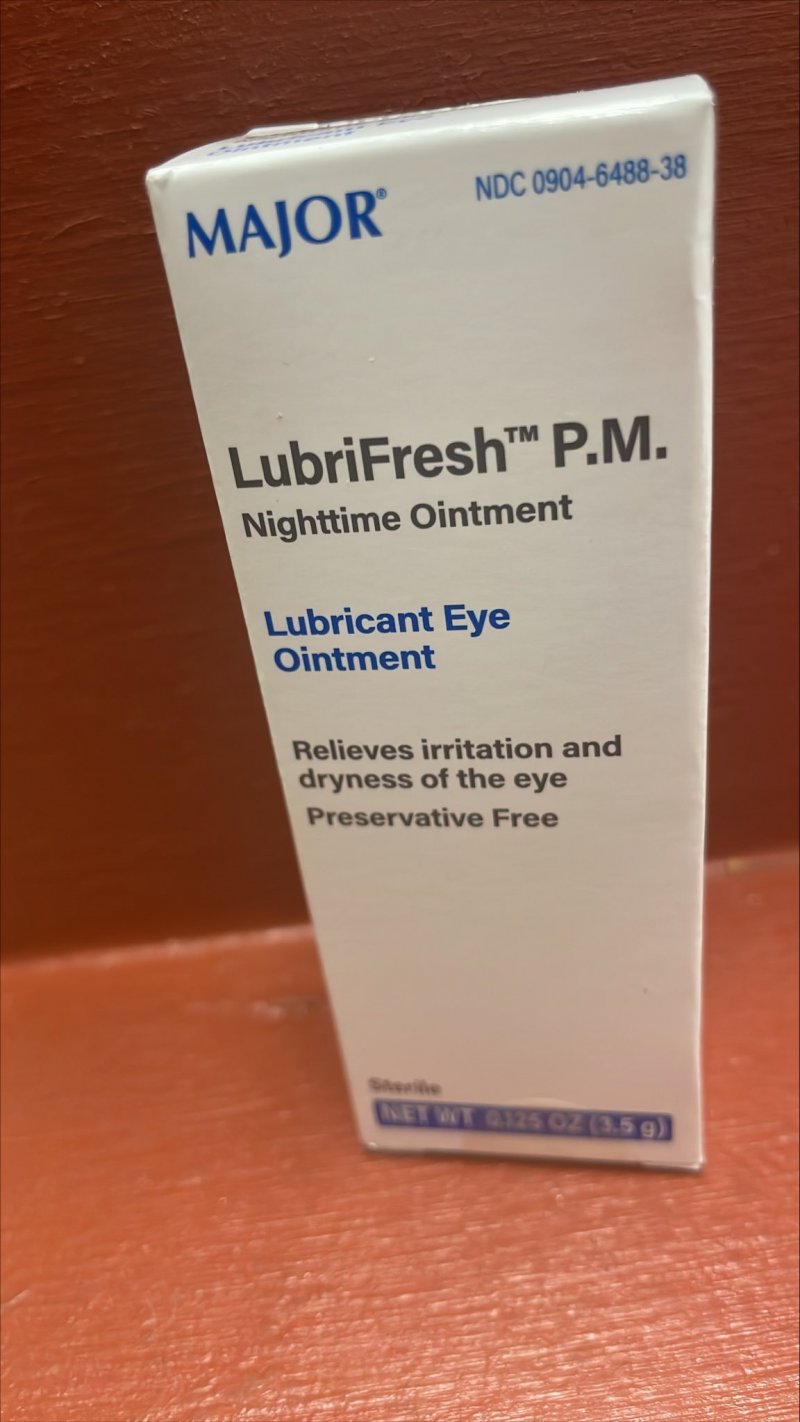 MAJOR®
NDC 0904-6488-38
LubriFresh™ P.M.
Nighttime Ointment
Lubricant Eye
Ointment
Relieves irritation and
dryness of the eye
Preservative Free
Sterile
NET WT 0.125 OZ (3.5 g)